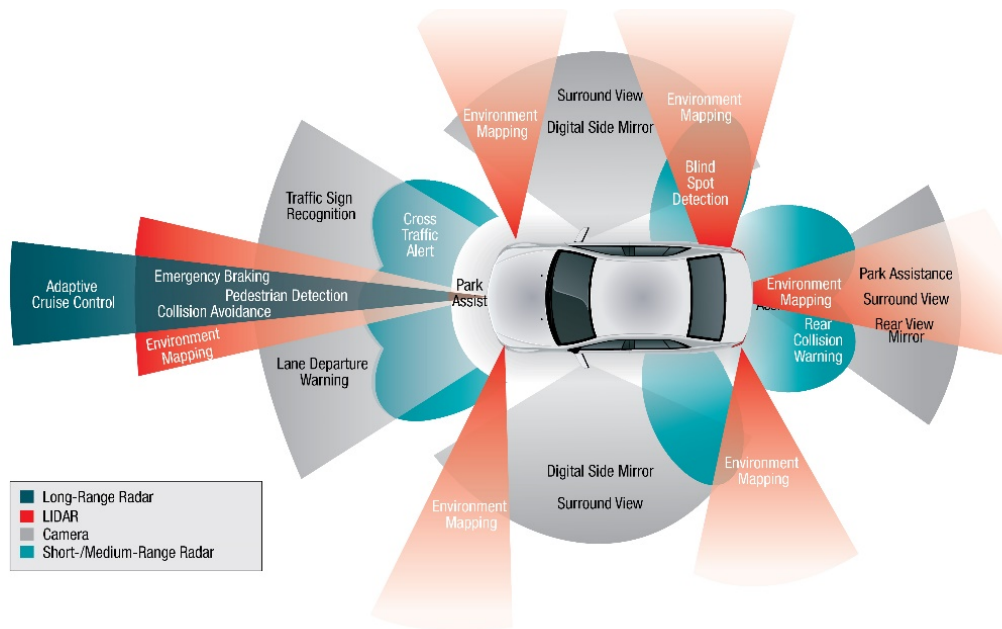 Environment
Mapping
Surround View
Digital Side Mirror
Environment
Mapping
Blind
Spot
Detection
Traffic Sign
Recognition
Cross
Traffic
Alert
Adaptive
Cruise Control
Emergency Braking
Pedestrian Detection
Collision Avoidance
Environment
Mapping
Park
Assist
Lane Departure
Warning
Environment
Mapping
Rear
Collision
Warning
Park Assistance
Surround View
Rear View
Mirror
Environment
Mapping
Digital Side Mirror
Surround View
Environment
Mapping
Long-Range Radar
LIDAR
Camera
Short-/Medium-Range Radar